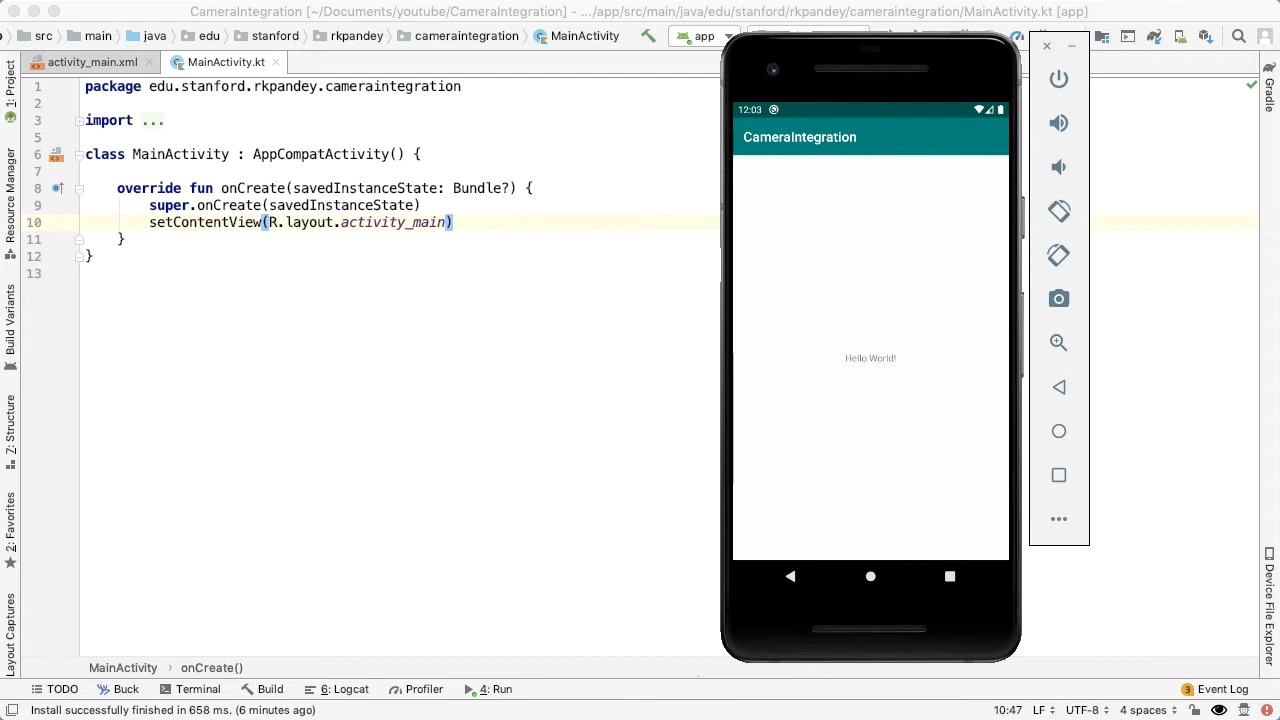 CameraIntegration [~/Documents/youtube/CameraIntegration] – .../app/src/main/java/edu/stanford/rkpandey/cameraintegration/MainActivity.kt [app]
src main java edu stanford rkpandey cameraintegration MainActivity app
activity_main.xml MainActivity.kt
1 package edu.stanford.rkpandey.cameraintegration
2
3 import ...
5
6 class MainActivity : AppCompatActivity() {
7
8 override fun onCreate(savedInstanceState: Bundle?) {
9 super.onCreate(savedInstanceState)
10 setContentView(R.layout.activity_main)
11 }
12 }
13
1: Project
Resource Manager
Build Variants
Z: Structure
2: Favorites
Layout Captures
12:03
CameraIntegration
Hello World!
Gradle
Device File Explorer
MainActivity onCreate()
TODO Buck Terminal Build 6: Logcat Profiler 4: Run 3 Event Log
Install successfully finished in 658 ms. (6 minutes ago) 10:47 LF UTF-8 4 spaces